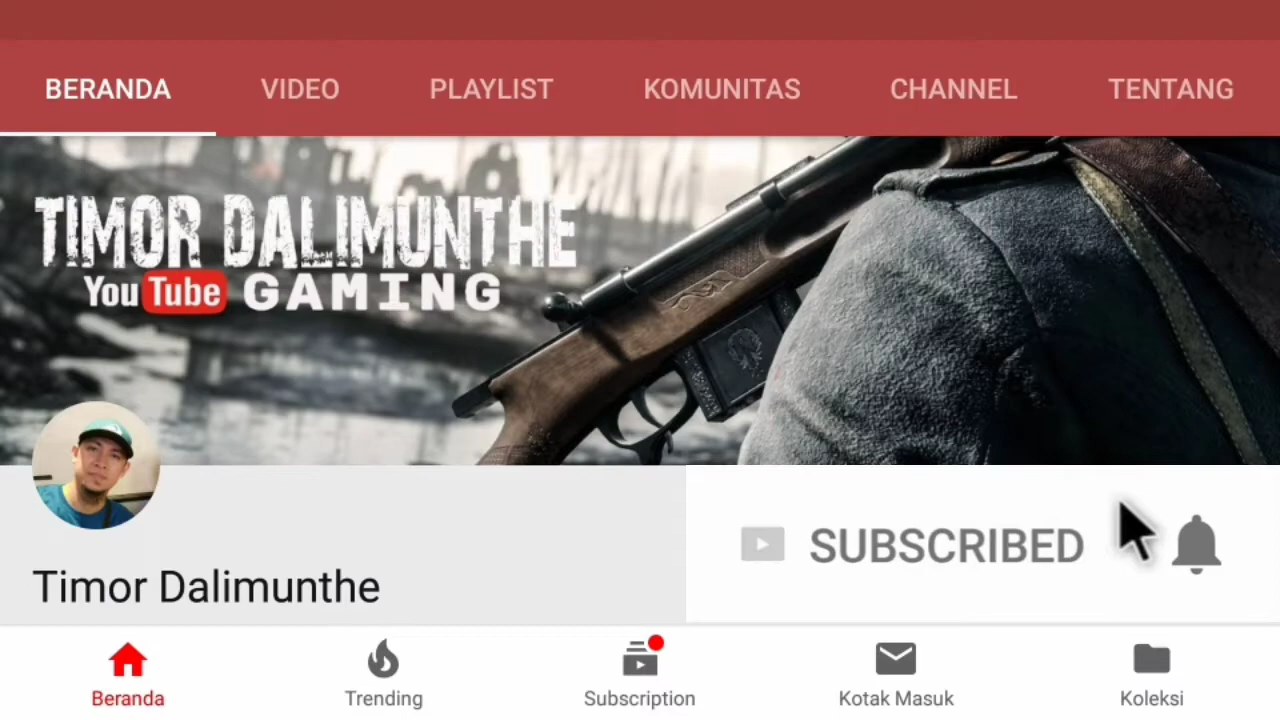 BERANDA VIDEO PLAYLIST KOMUNITAS CHANNEL TENTANG
TIMOR DALIMUNTHE
YouTube GAMING
SUBSCRIBED
Timor Dalimunthe
Beranda Trending Subscription Kotak Masuk Koleksi